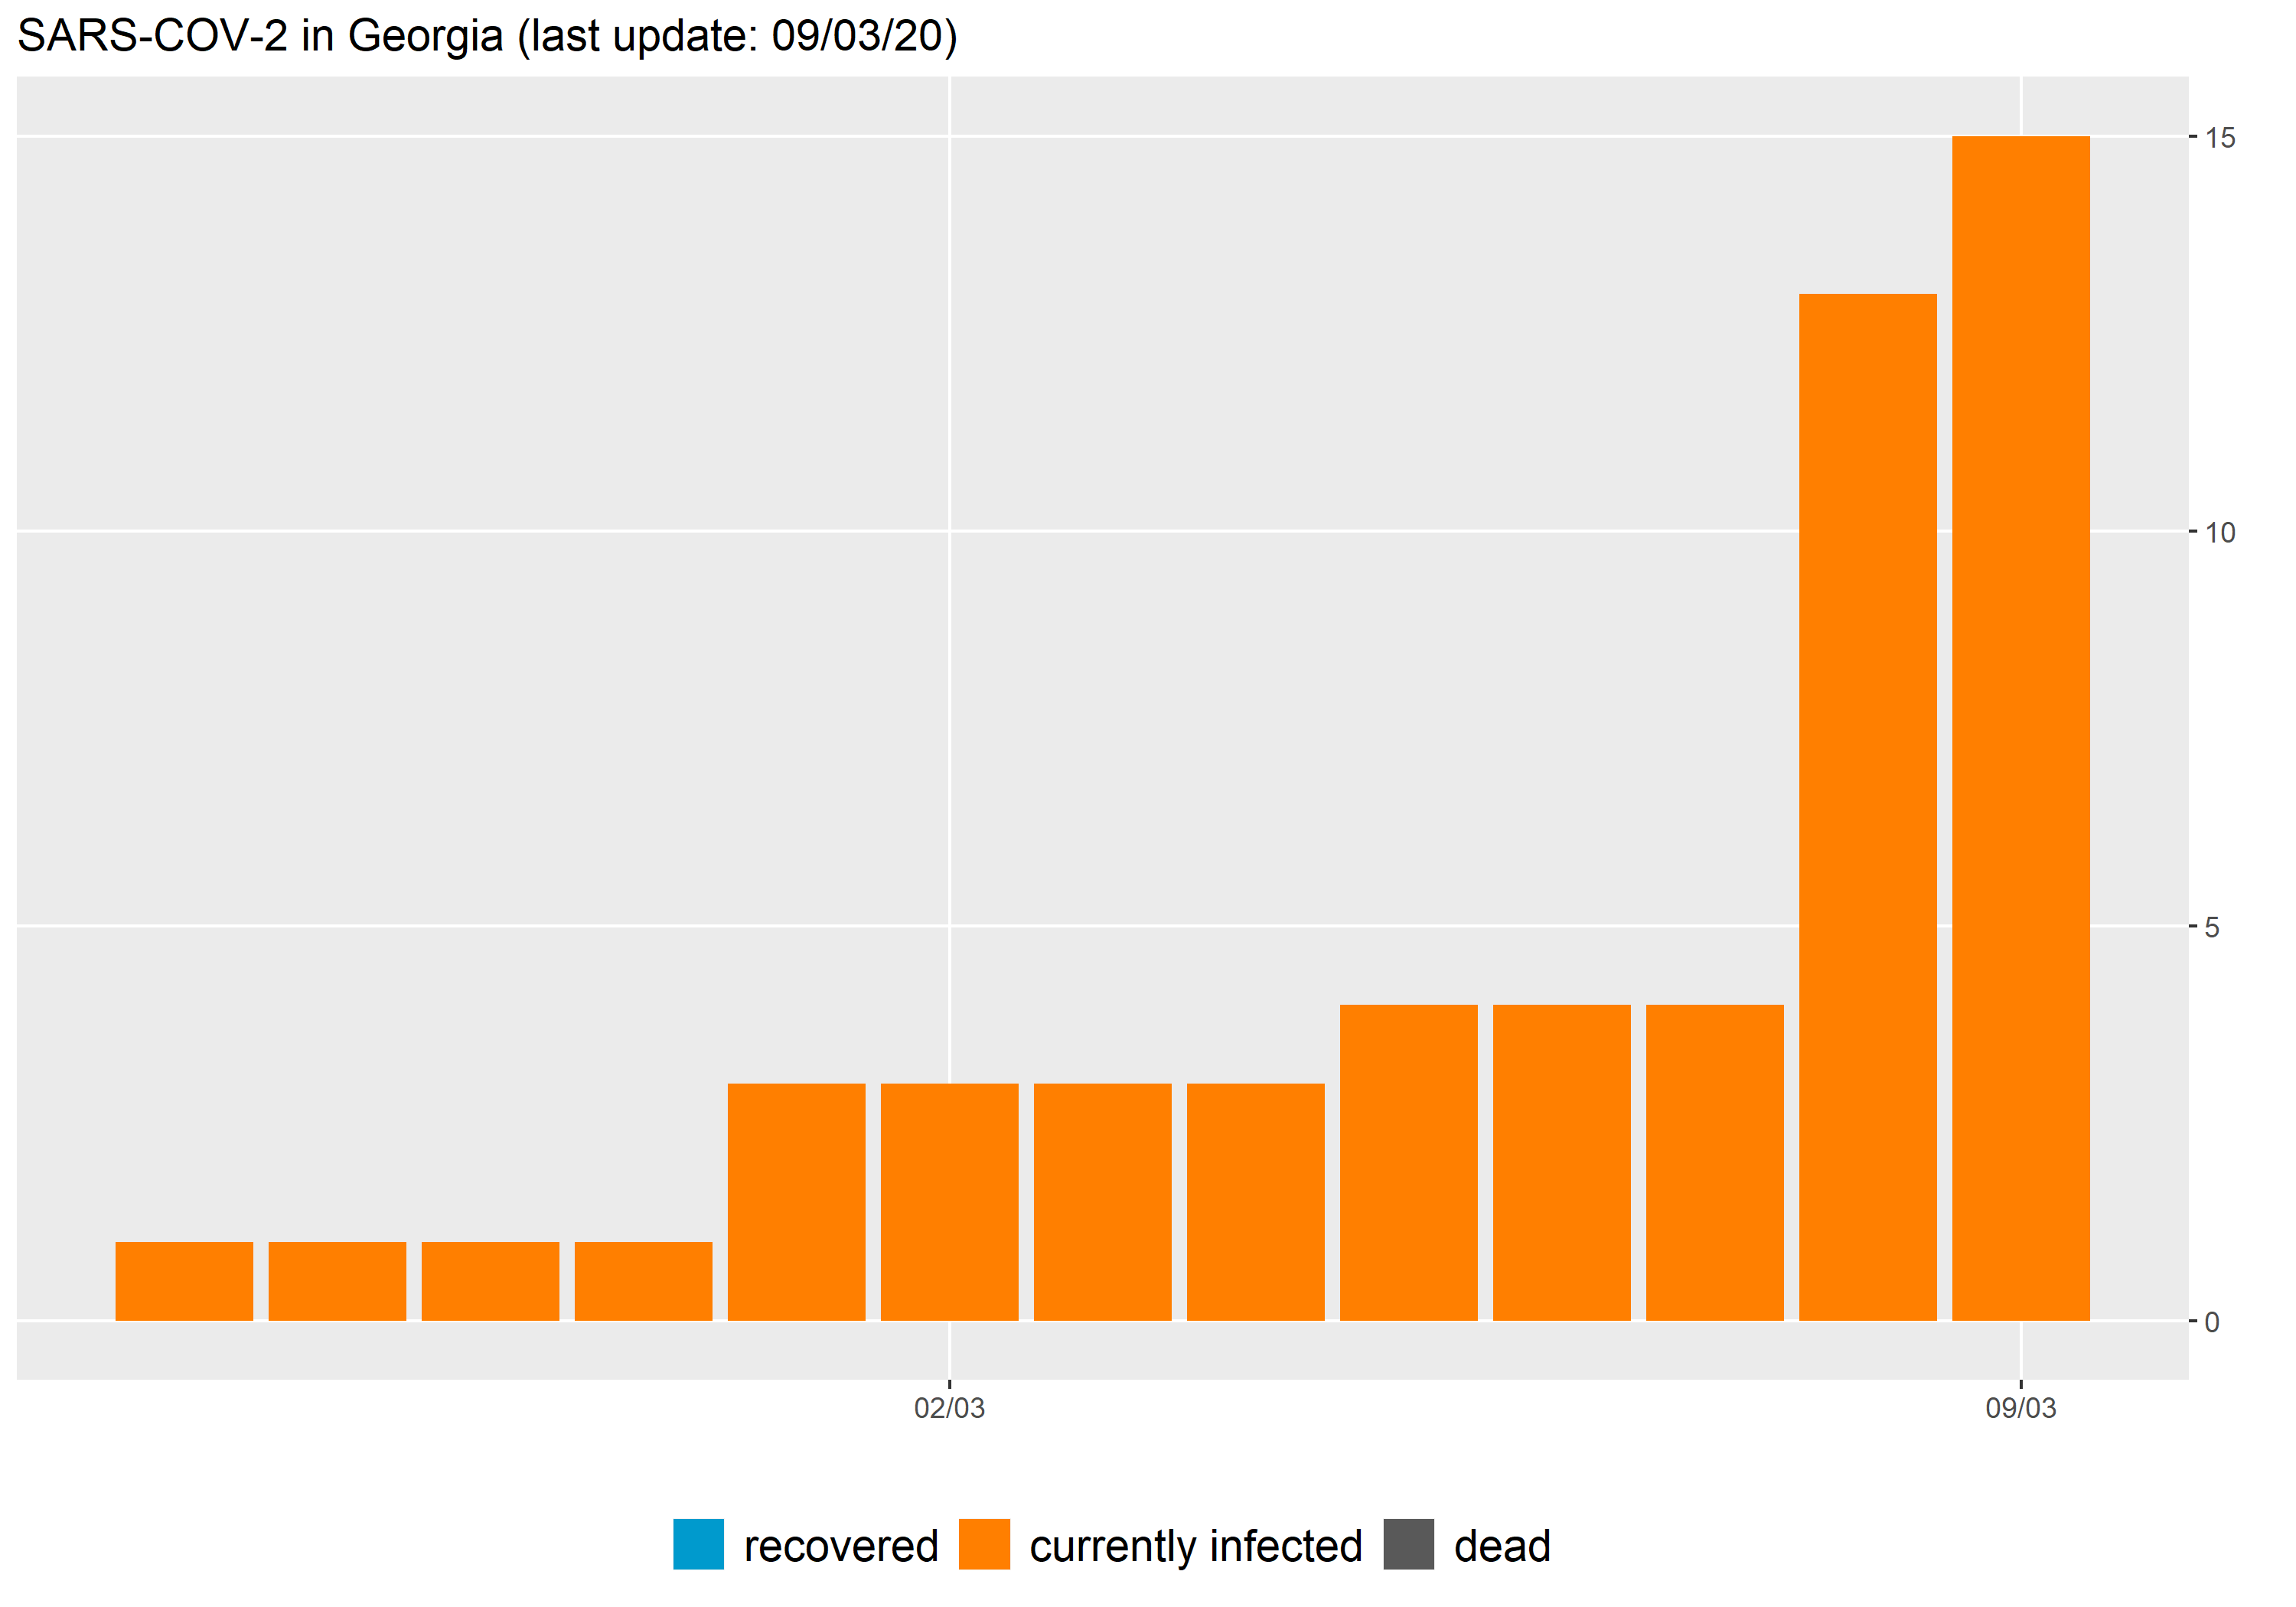 SARS-COV-2 in Georgia (last update: 09/03/20)
15
10
5
0
02/03 09/03
recovered currently infected dead